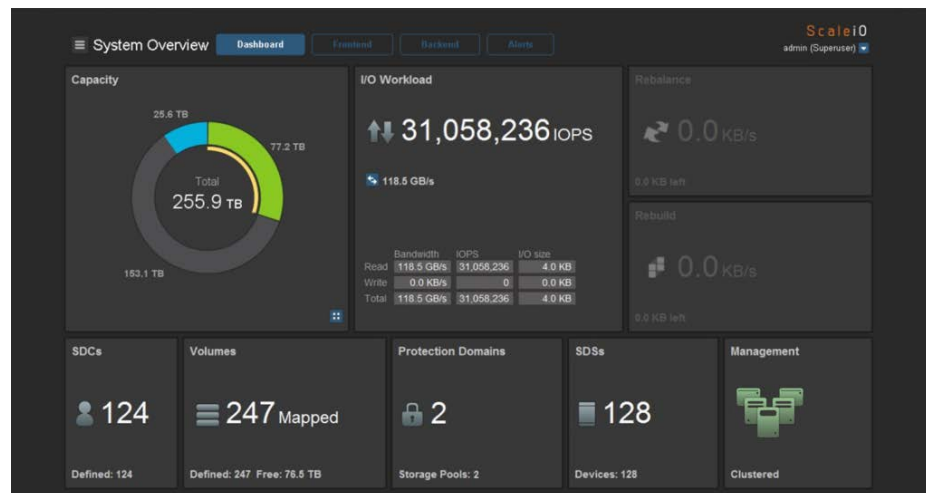 ScaleiO
System Overview Dashboard Frontend Backend Alerts
admin (Superuser)
Capacity
25.6 TB
77.2 TB
Total
255.9 TB
153.1 TB
I/O Workload
31,058,236 IOPS
118.5 GB/s
Bandwidth IOPS I/O size
Read 118.5 GB/s 31,058,236 4.0 KB
Write 0.0 KB/s 0 0.0 KB
Total 118.5 GB/s 31,058,236 4.0 KB
Rebalance
0.0 KB/s
0.0 KB left
Rebuild
0.0 KB/s
0.0 KB left
SDCs
124
Defined: 124
Volumes
247 Mapped
Defined: 247 Free: 76.5 TB
Protection Domains
2
Storage Pools: 2
SDSs
128
Devices: 128
Management
Clustered